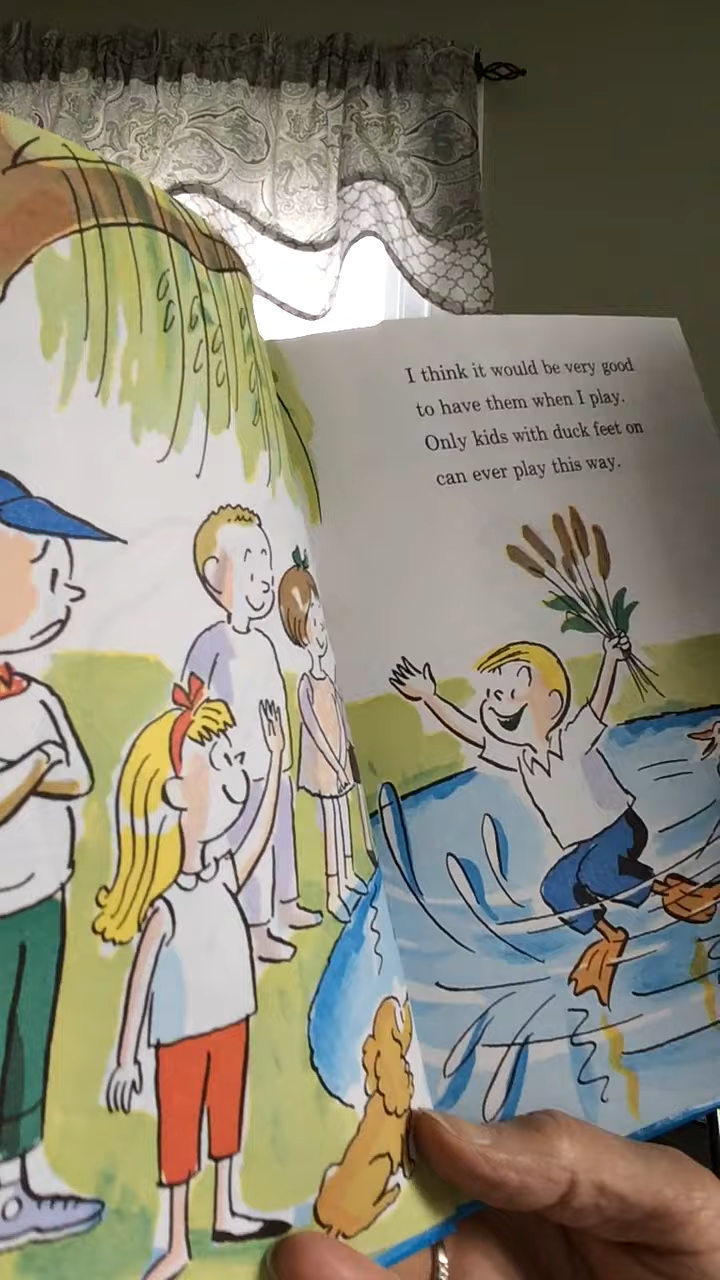 I think it would be very good
to have them when I play.
Only kids with duck feet on
can ever play this way.